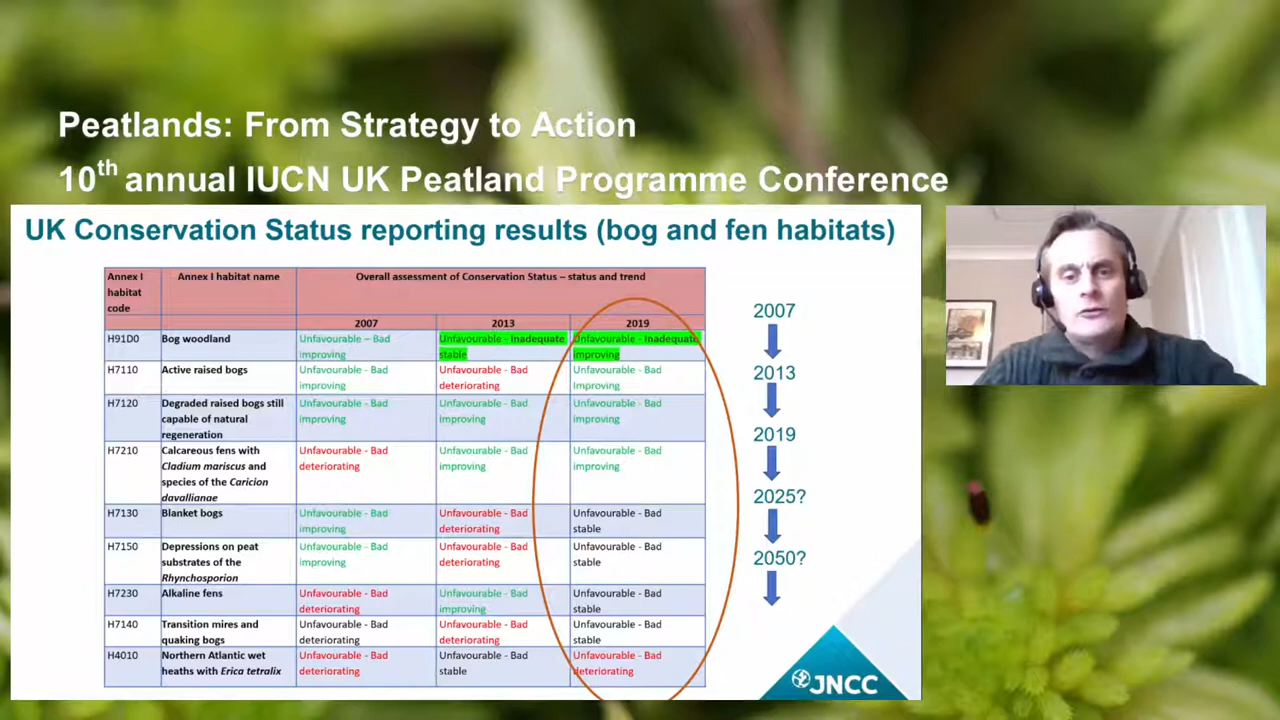 Peatlands: From Strategy to Action
10th annual IUCN UK Peatland Programme Conference
UK Conservation Status reporting results (bog and fen habitats)
Annex I habitat code
Annex I habitat name
Overall assessment of Conservation Status – status and trend
2007
2013
2019
H91D0
Bog woodland
Unfavourable – Bad
improving
Unfavourable - Inadequate
stable
Unfavourable - Inadequate
improving
H7110
Active raised bogs
Unfavourable - Bad
improving
Unfavourable - Bad
deteriorating
Unfavourable - Bad
Improving
H7120
Degraded raised bogs still
capable of natural
regeneration
Unfavourable - Bad
improving
Unfavourable - Bad
improving
Unfavourable - Bad
improving
H7210
Calcareous fens with
Cladium mariscus and
species of the Caricion
davallianae
Unfavourable - Bad
deteriorating
Unfavourable - Bad
improving
Unfavourable - Bad
improving
H7130
Blanket bogs
Unfavourable - Bad
improving
Unfavourable - Bad
deteriorating
Unfavourable - Bad
stable
H7150
Depressions on peat
substrates of the
Rhynchosporion
Unfavourable - Bad
improving
Unfavourable - Bad
deteriorating
Unfavourable - Bad
stable
H7230
Alkaline fens
Unfavourable - Bad
deteriorating
Unfavourable - Bad
improving
Unfavourable - Bad
stable
H7140
Transition mires and
quaking bogs
Unfavourable - Bad
deteriorating
Unfavourable - Bad
deteriorating
Unfavourable - Bad
stable
H4010
Northern Atlantic wet
heaths with Erica tetralix
Unfavourable - Bad
deteriorating
Unfavourable - Bad
stable
Unfavourable - Bad
deteriorating
2007
2013
2019
2025?
2050?
JNCC